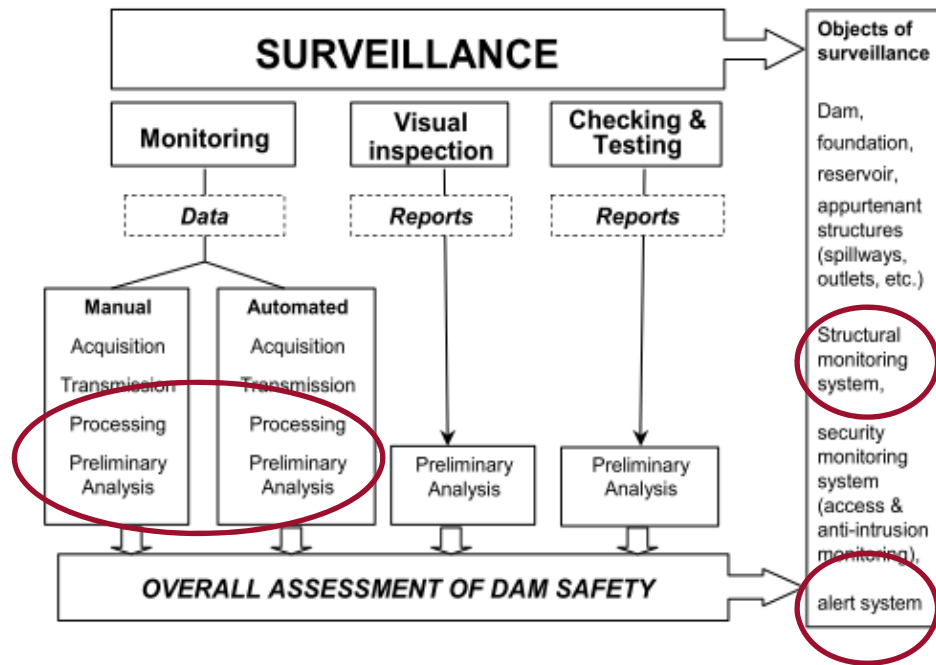 SURVEILLANCE
Monitoring
Data
Manual
Acquisition
Transmission
Processing
Preliminary
Analysis
Automated
Acquisition
Transmission
Processing
Preliminary
Analysis
Visual
inspection
Reports
Preliminary
Analysis
Checking &
Testing
Reports
Preliminary
Analysis
OVERALL ASSESSMENT OF DAM SAFETY
Objects of
surveillance
Dam,
foundation,
reservoir,
appurtenant
structures
(spillways,
outlets, etc.)
Structural
monitoring
system,
security
monitoring
system
(access &
anti-intrusion
monitoring),
alert system